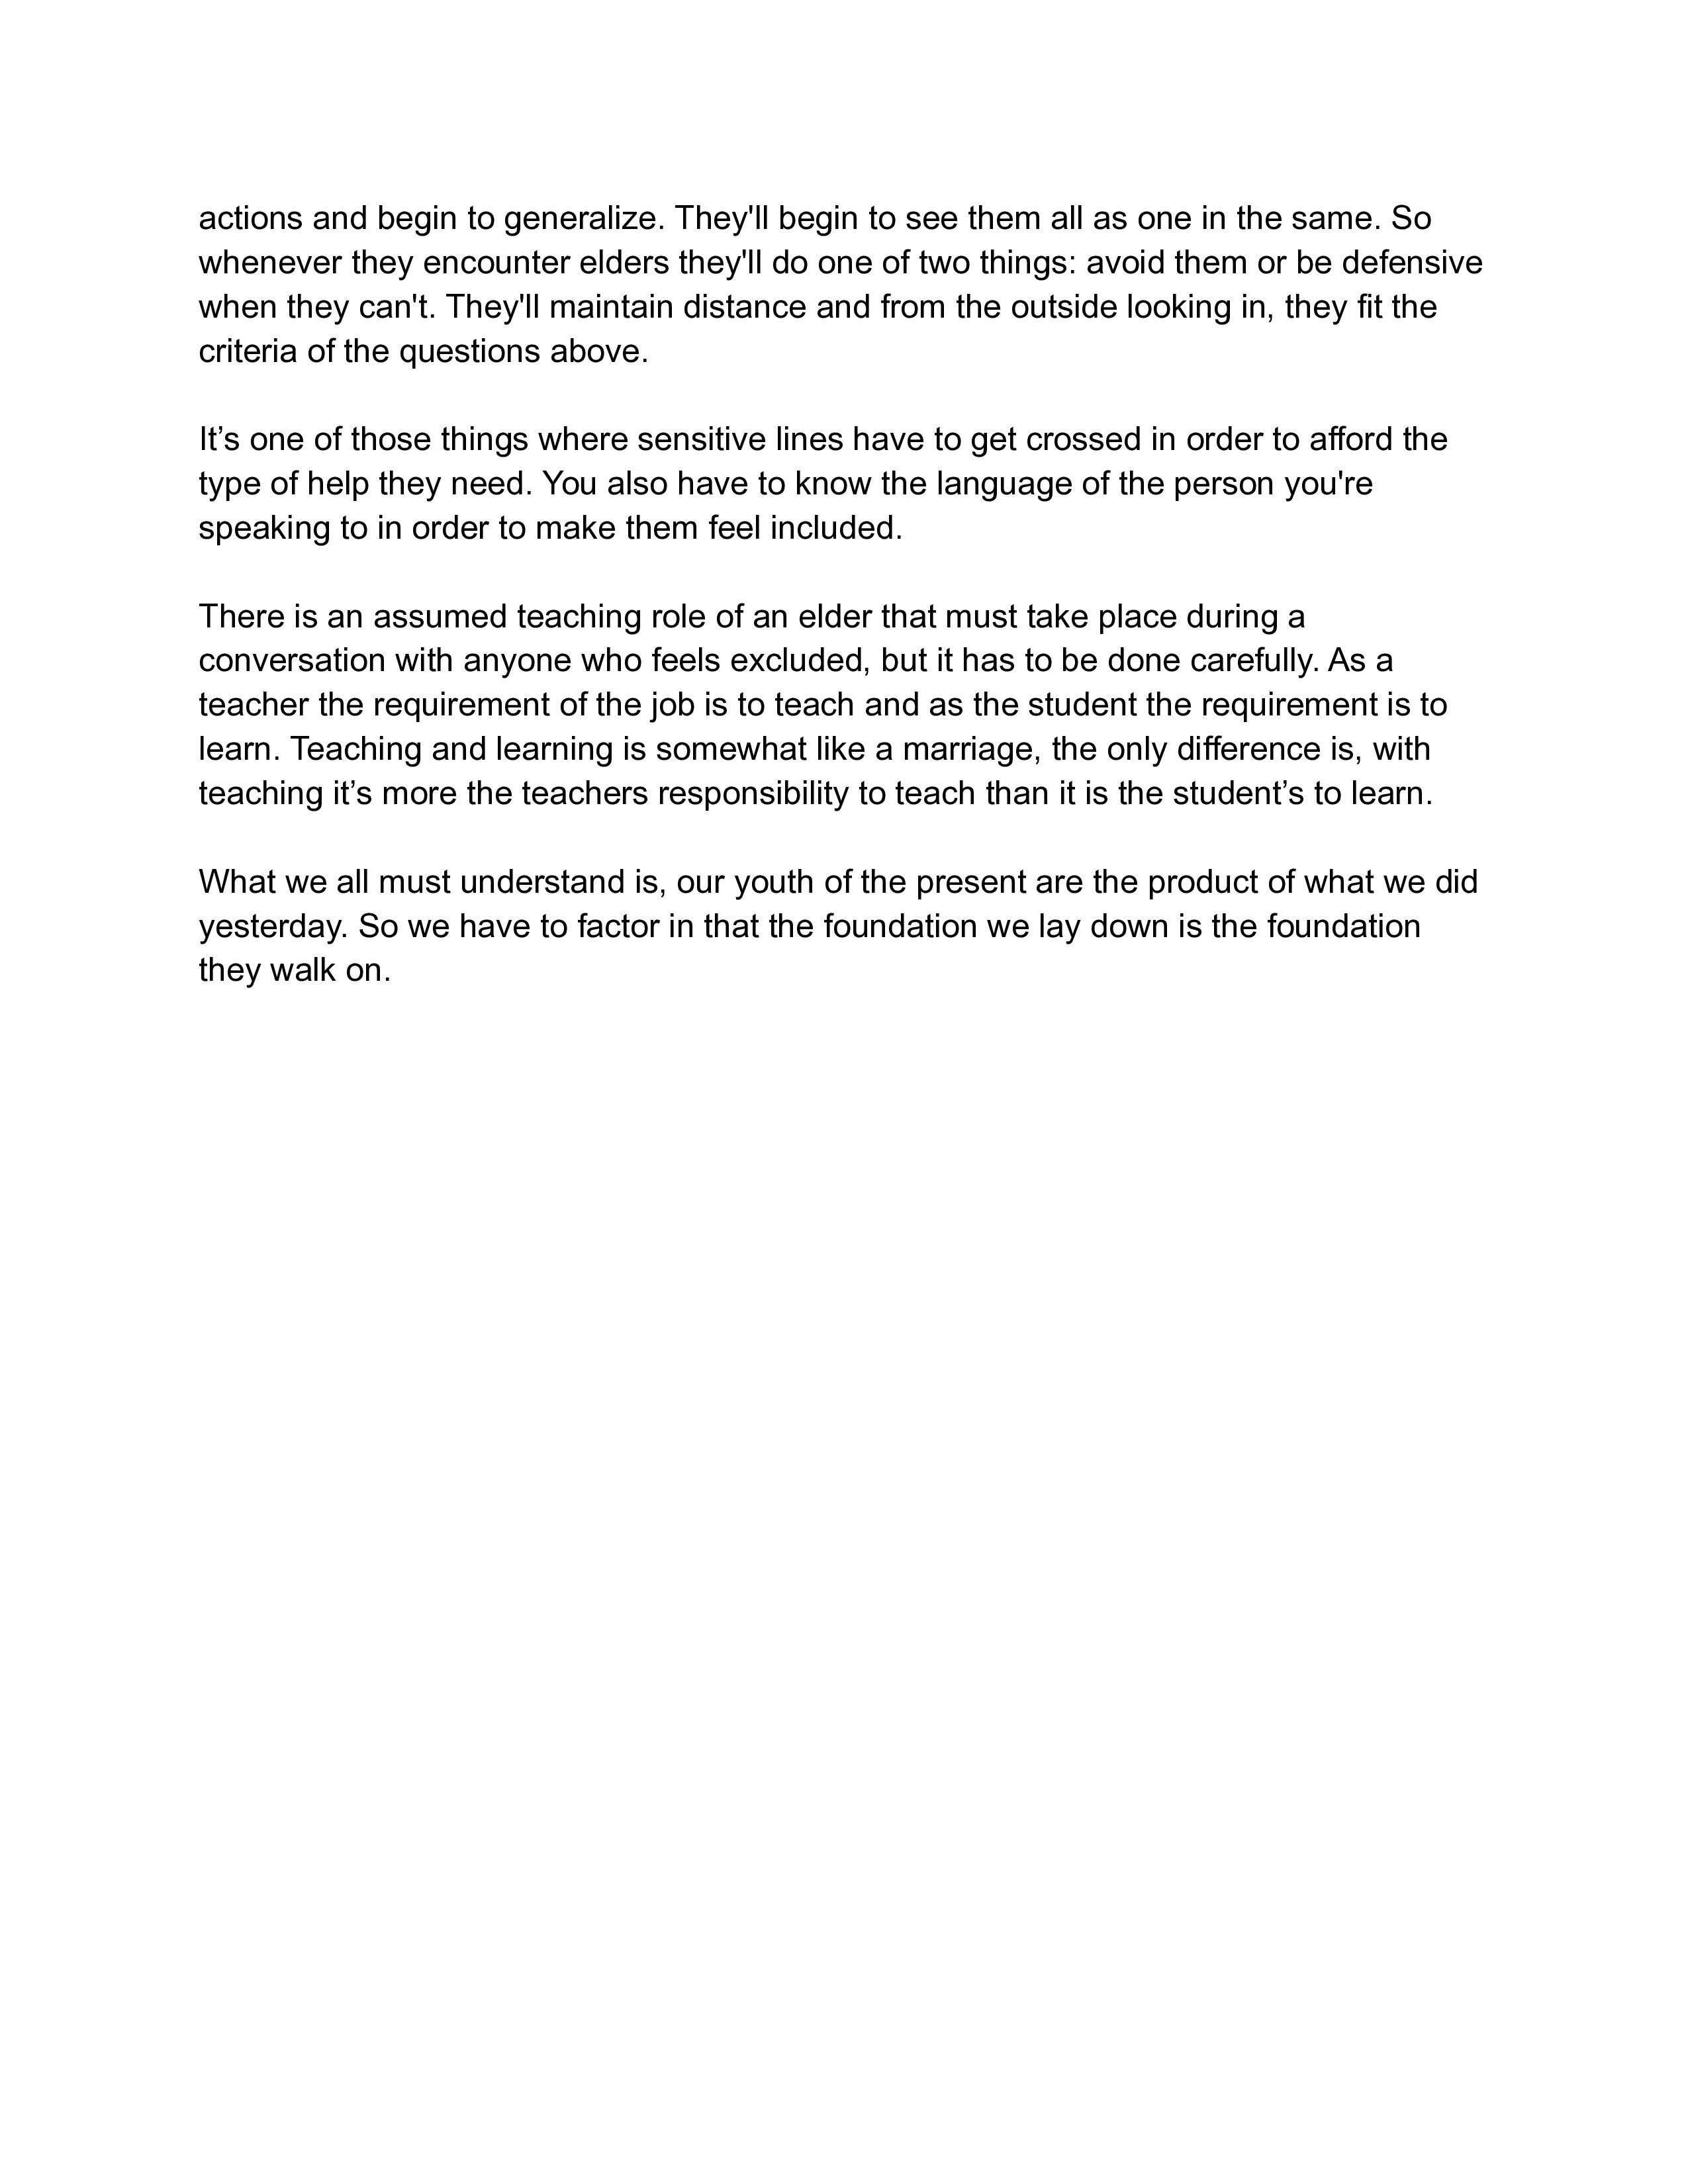 actions and begin to generalize. They'll begin to see them all as one in the same. So
whenever they encounter elders they'll do one of two things: avoid them or be defensive
when they can't. They'll maintain distance and from the outside looking in, they fit the
criteria of the questions above.
It’s one of those things where sensitive lines have to get crossed in order to afford the
type of help they need. You also have to know the language of the person you're
speaking to in order to make them feel included.
There is an assumed teaching role of an elder that must take place during a
conversation with anyone who feels excluded, but it has to be done carefully. As a
teacher the requirement of the job is to teach and as the student the requirement is to
learn. Teaching and learning is somewhat like a marriage, the only difference is, with
teaching it’s more the teachers responsibility to teach than it is the student’s to learn.
What we all must understand is, our youth of the present are the product of what we did
yesterday. So we have to factor in that the foundation we lay down is the foundation
they walk on.